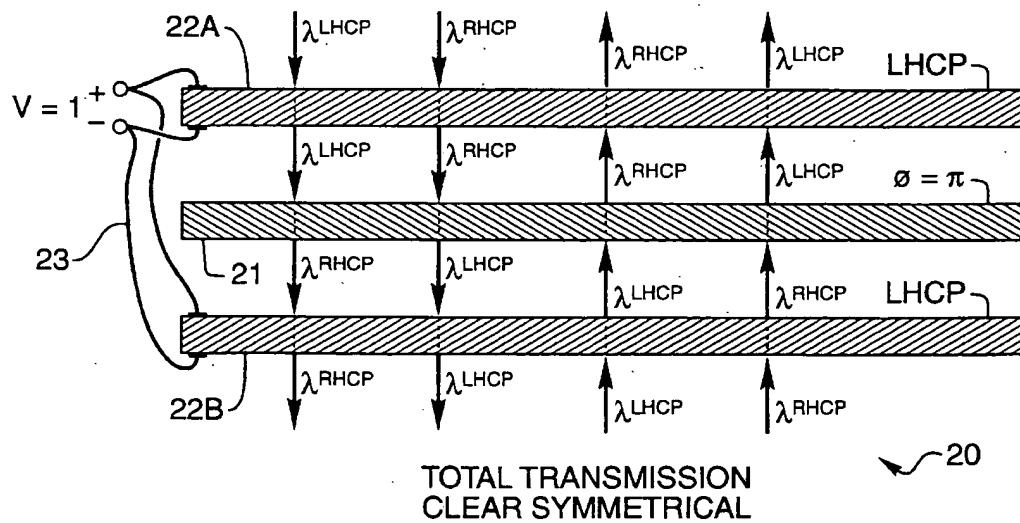 22A λLHCP λRHCP λRHCP λLHCP LHCP
V = 1 + −
λLHCP λRHCP λRHCP λLHCP ø = π
23 21 λRHCP λLHCP λLHCP λRHCP LHCP
22B λRHCP λLHCP λLHCP λRHCP
20
TOTAL TRANSMISSION
CLEAR SYMMETRICAL